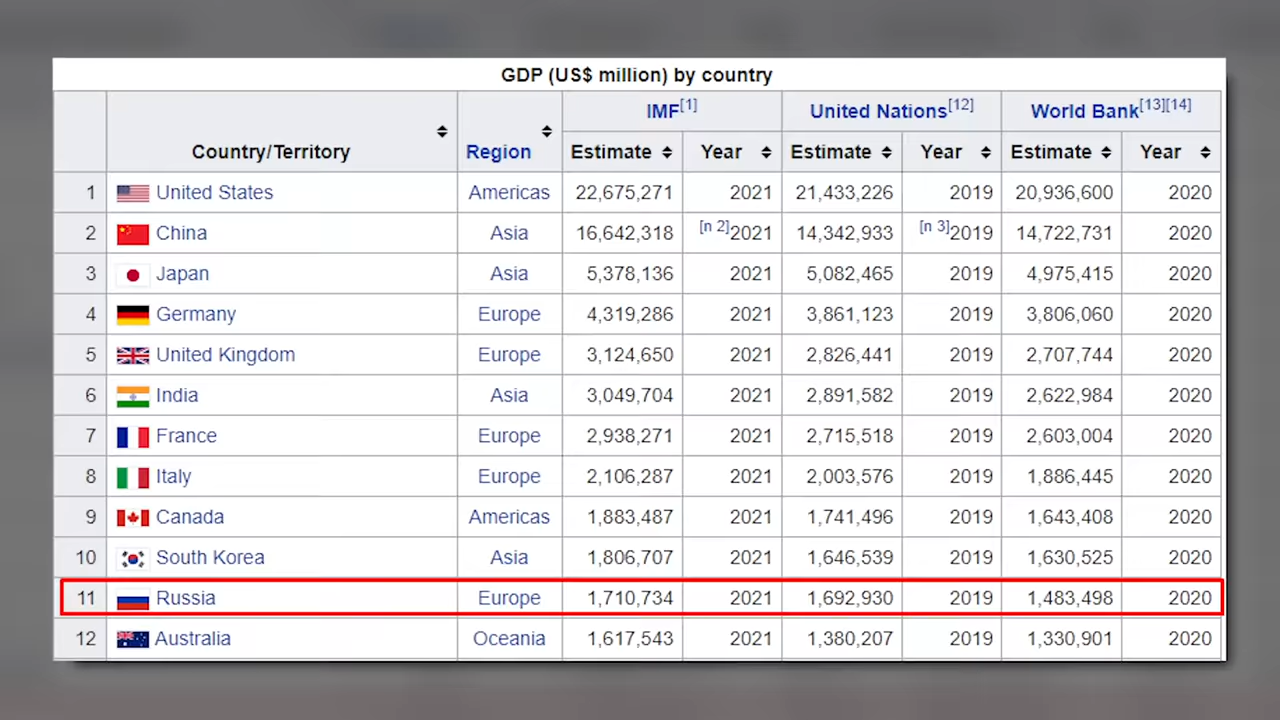 GDP (US$ million) by country
IMF[1] United Nations[12] World Bank[13][14]
Country/Territory Region Estimate Year Estimate Year Estimate Year
1 United States Americas 22,675,271 2021 21,433,226 2019 20,936,600 2020
2 China Asia 16,642,318 [n 2]2021 14,342,933 [n 3]2019 14,722,731 2020
3 Japan Asia 5,378,136 2021 5,082,465 2019 4,975,415 2020
4 Germany Europe 4,319,286 2021 3,861,123 2019 3,806,060 2020
5 United Kingdom Europe 3,124,650 2021 2,826,441 2019 2,707,744 2020
6 India Asia 3,049,704 2021 2,891,582 2019 2,622,984 2020
7 France Europe 2,938,271 2021 2,715,518 2019 2,603,004 2020
8 Italy Europe 2,106,287 2021 2,003,576 2019 1,886,445 2020
9 Canada Americas 1,883,487 2021 1,741,496 2019 1,643,408 2020
10 South Korea Asia 1,806,707 2021 1,646,539 2019 1,630,525 2020
11 Russia Europe 1,710,734 2021 1,692,930 2019 1,483,498 2020
12 Australia Oceania 1,617,543 2021 1,380,207 2019 1,330,901 2020